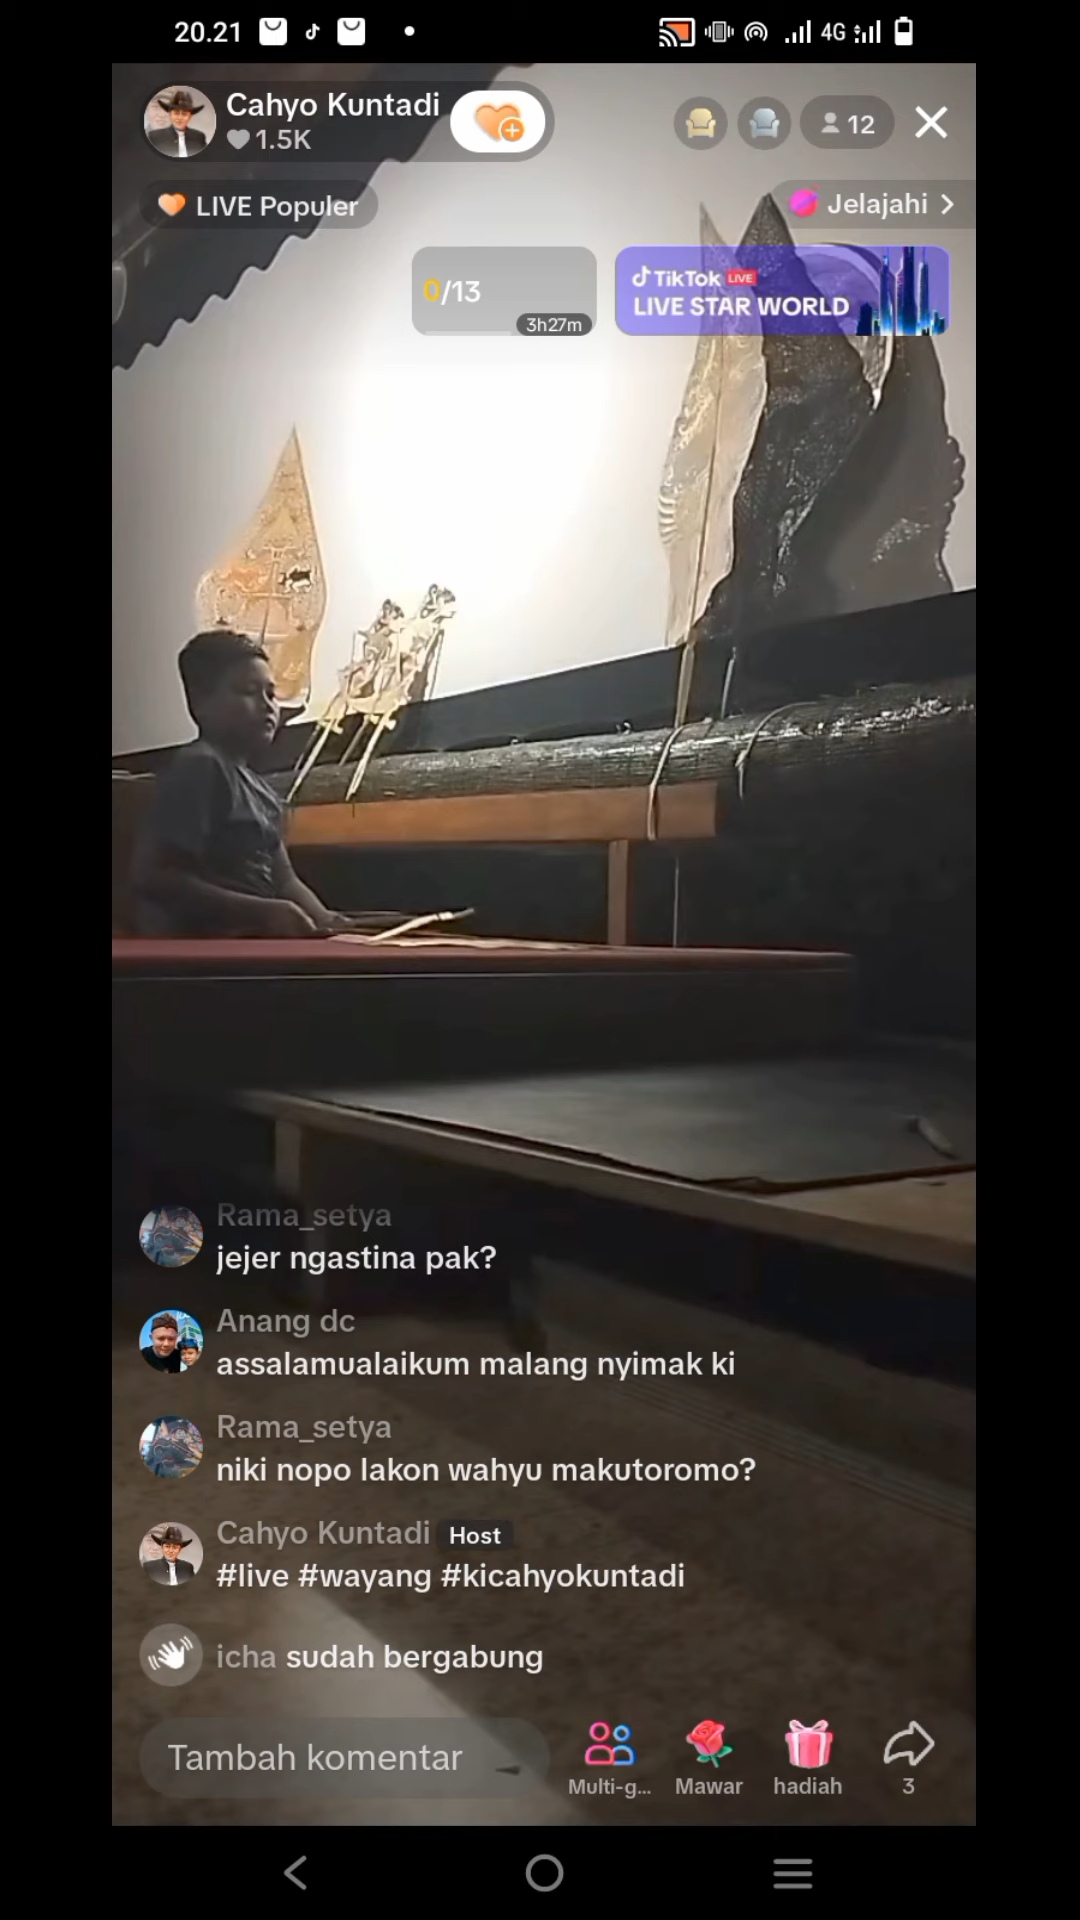 20.21
4G
Cahyo Kuntadi
1.5K
12
LIVE Populer
Jelajahi
0/13
3h27m
TikTok LIVE
LIVE STAR WORLD
Rama_setya
jejer ngastina pak?
Anang dc
assalamualaikum malang nyimak ki
Rama_setya
niki nopo lakon wahyu makutoromo?
Cahyo Kuntadi Host
#live #wayang #kicahyokuntadi
icha sudah bergabung
Tambah komentar
Multi-g...
Mawar
hadiah
3